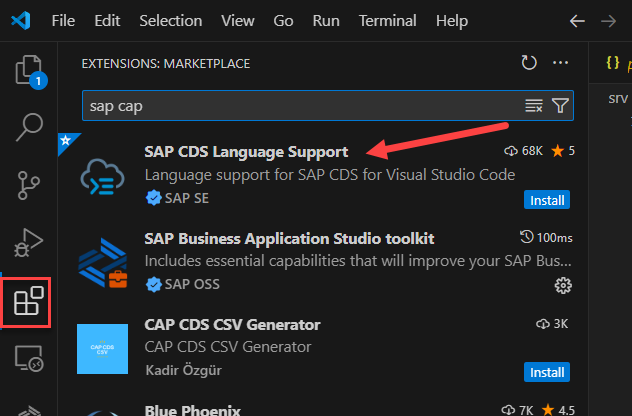 File Edit Selection View Go Run Terminal Help
1
EXTENSIONS: MARKETPLACE
sap cap
srv
SAP CDS Language Support 68K 5
Language support for SAP CDS for Visual Studio Code
SAP SE Install
SAP Business Application Studio toolkit 100ms
Includes essential capabilities that will improve your SAP Bus...
SAP OSS
CAP CDS CSV Generator 3K
CAP CDS
CSV
CAP CDS CSV Generator
Kadir Özgür Install
Blue Phoenix 7K 4.5